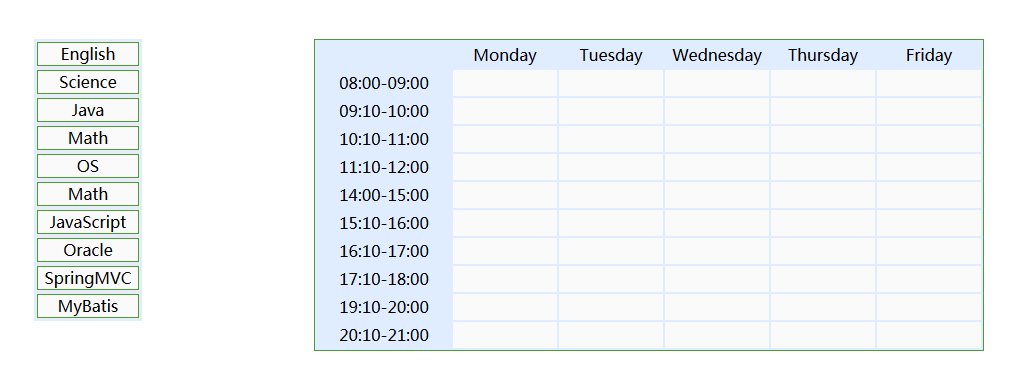 English
Science
Java
Math
OS
Math
JavaScript
Oracle
SpringMVC
MyBatis
Monday Tuesday Wednesday Thursday Friday
08:00-09:00
09:10-10:00
10:10-11:00
11:10-12:00
14:00-15:00
15:10-16:00
16:10-17:00
17:10-18:00
19:10-20:00
20:10-21:00